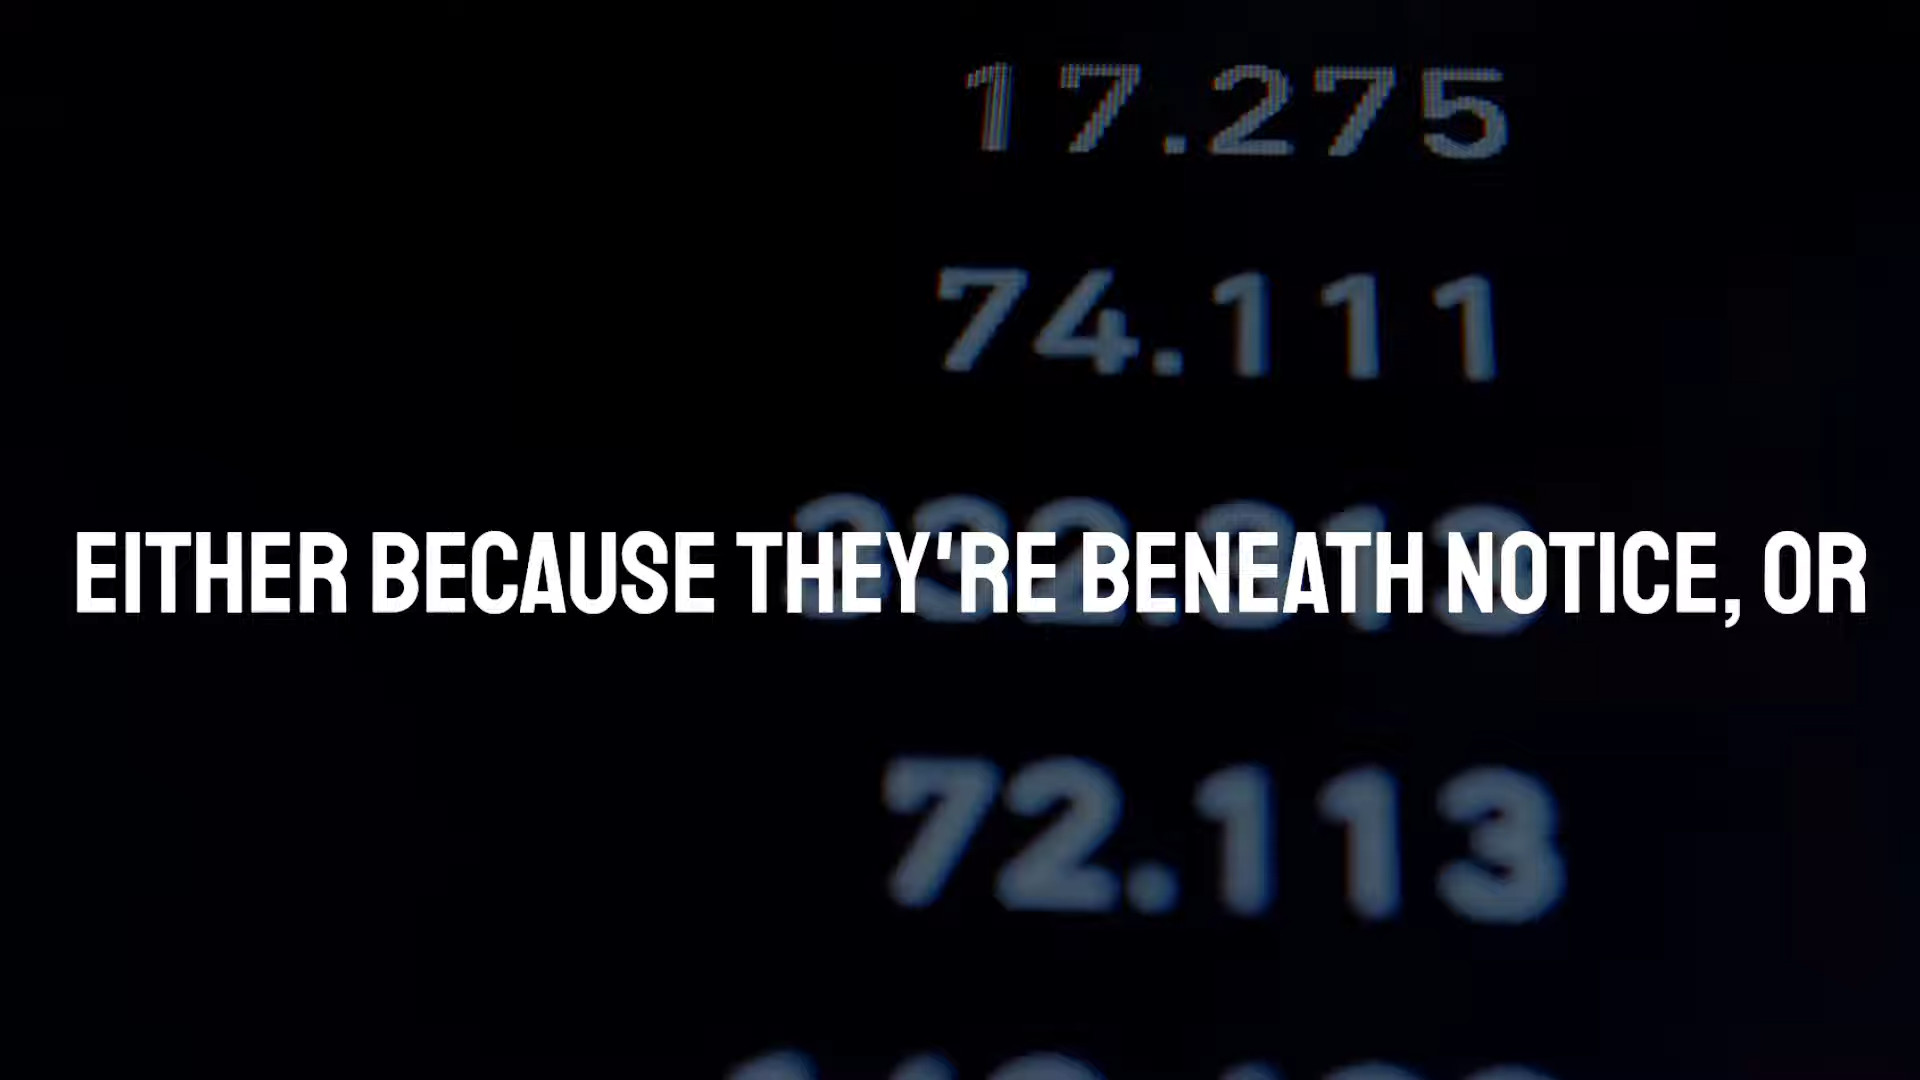 17.275
74.111
EITHER BECAUSE THEY'RE BENEATH NOTICE, OR
72.113